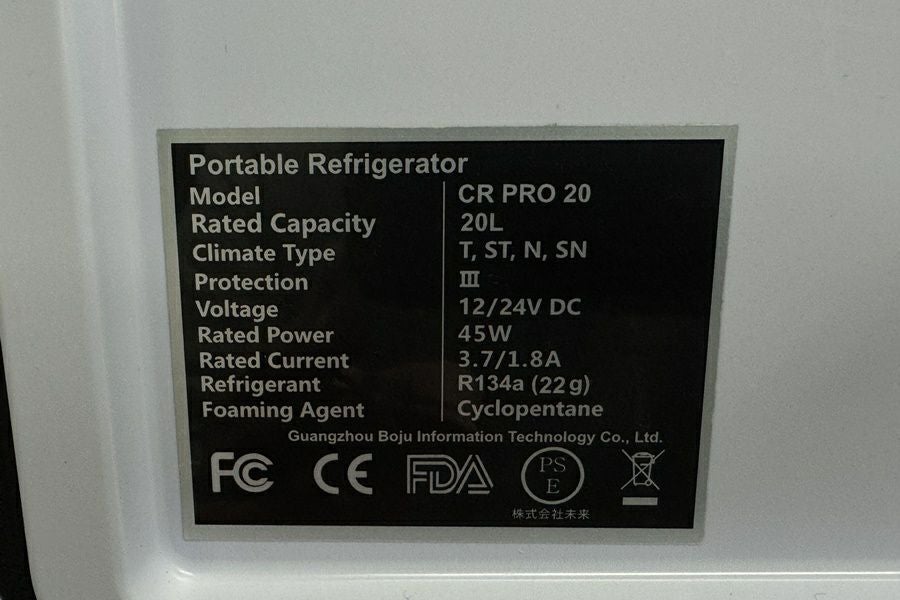 Portable Refrigerator
Model CR PRO 20
Rated Capacity 20L
Climate Type T, ST, N, SN
Protection Ⅲ
Voltage 12/24V DC
Rated Power 45W
Rated Current 3.7/1.8A
Refrigerant R134a (22g)
Foaming Agent Cyclopentane
Guangzhou Boju Information Technology Co., Ltd.
FC CE FDA PS E
株式会社未来